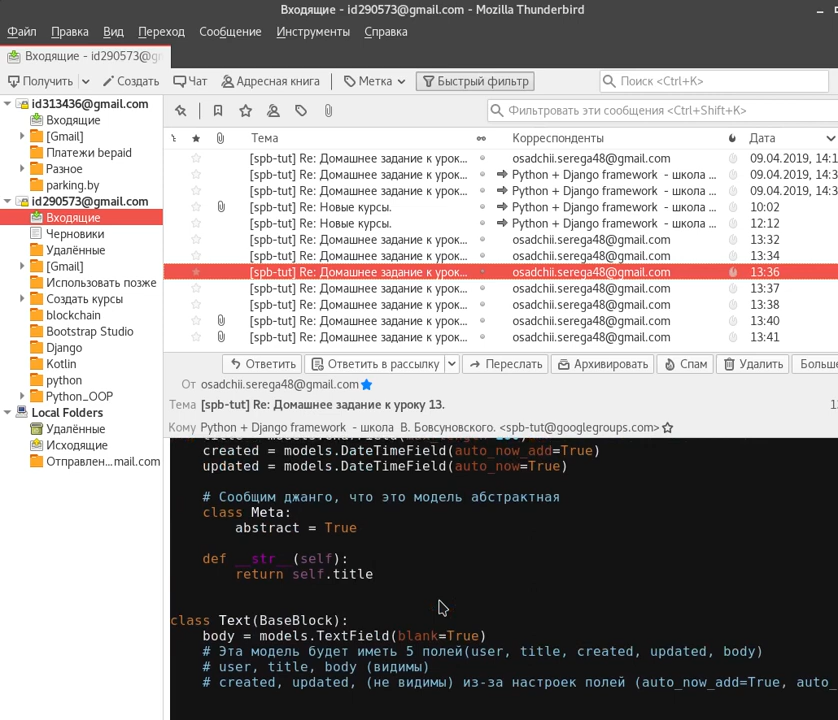 Входящие - id290573@gmail.com - Mozilla Thunderbird
Файл Правка Вид Переход Сообщение Инструменты Справка
Входящие - id290573@gm
Получить Создать Чат Адресная книга Метка Быстрый фильтр Поиск <Ctrl+K>
id313436@gmail.com
Входящие
[Gmail]
Платежи bepaid
Разное
parking.by
id290573@gmail.com
Входящие
Черновики
Удалённые
[Gmail]
Использовать позже
Создать курсы
blockchain
Bootstrap Studio
Django
Kotlin
python
Python_OOP
Local Folders
Удалённые
Исходящие
Отправлен...mail.com
Фильтровать эти сообщения <Ctrl+Shift+K>
Тема Корреспонденты Дата
[spb-tut] Re: Домашнее задание к урок... osadchii.serega48@gmail.com 09.04.2019, 14:1
[spb-tut] Re: Домашнее задание к урок... Python + Django framework - школа ... 09.04.2019, 14:3
[spb-tut] Re: Домашнее задание к урок... Python + Django framework - школа ... 09.04.2019, 14:3
[spb-tut] Re: Новые курсы. Python + Django framework - школа ... 10:02
[spb-tut] Re: Новые курсы. Python + Django framework - школа ... 12:12
[spb-tut] Re: Домашнее задание к урок... osadchii.serega48@gmail.com 13:32
[spb-tut] Re: Домашнее задание к урок... osadchii.serega48@gmail.com 13:34
[spb-tut] Re: Домашнее задание к урок... osadchii.serega48@gmail.com 13:36
[spb-tut] Re: Домашнее задание к урок... osadchii.serega48@gmail.com 13:37
[spb-tut] Re: Домашнее задание к урок... osadchii.serega48@gmail.com 13:38
[spb-tut] Re: Домашнее задание к урок... osadchii.serega48@gmail.com 13:40
[spb-tut] Re: Домашнее задание к урок... osadchii.serega48@gmail.com 13:41
Ответить Ответить в рассылку Переслать Архивировать Спам Удалить Больше
От osadchii.serega48@gmail.com
Тема [spb-tut] Re: Домашнее задание к уроку 13. 13
Кому Python + Django framework - школа В. Бовсуновского. <spb-tut@googlegroups.com>
created = models.DateTimeField(auto_now_add=True)
updated = models.DateTimeField(auto_now=True)
# Сообщим джанго, что это модель абстрактная
class Meta:
abstract = True
def __str__(self):
return self.title
class Text(BaseBlock):
body = models.TextField(blank=True)
# Эта модель будет иметь 5 полей(user, title, created, updated, body)
# user, title, body (видимы)
# created, updated, (не видимы) из-за настроек полей (auto_now_add=True, auto_